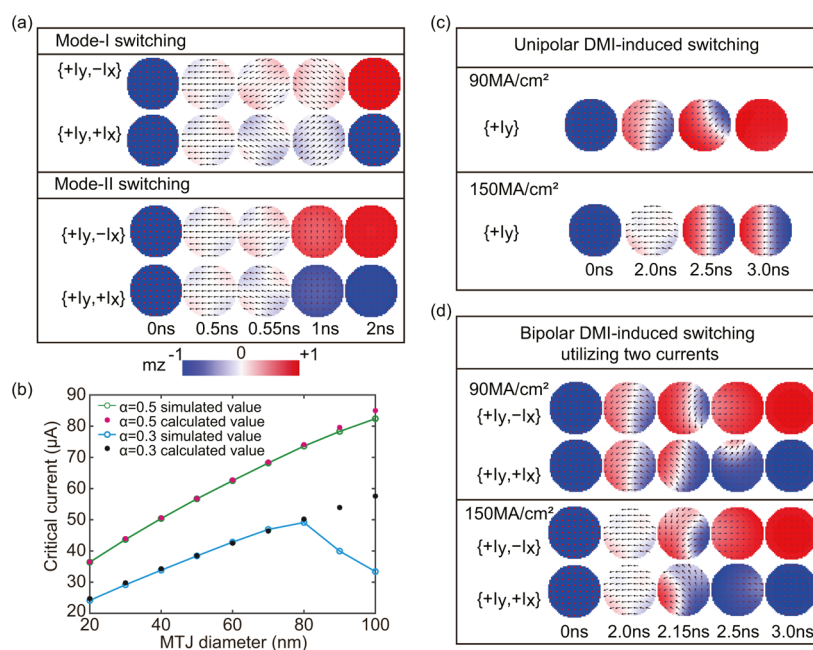 (a)
Mode-I switching
{+Iy,−Ix}
{+Iy,+Ix}
Mode-II switching
{+Iy,−Ix}
{+Iy,+Ix}
0ns 0.5ns 0.55ns 1ns 2ns
mz -1 0 +1
(b)
90
80
70
60
50
40
30
20
Critical current (μA)
α=0.5 simulated value
α=0.5 calculated value
α=0.3 simulated value
α=0.3 calculated value
20 40 60 80 100
MTJ diameter (nm)
(c)
Unipolar DMI-induced switching
90MA/cm²
{+Iy}
150MA/cm²
{+Iy}
0ns 2.0ns 2.5ns 3.0ns
(d)
Bipolar DMI-induced switching
utilizing two currents
90MA/cm²
{+Iy,−Ix}
{+Iy,+Ix}
150MA/cm²
{+Iy,−Ix}
{+Iy,+Ix}
0ns 2.0ns 2.15ns 2.5ns 3.0ns